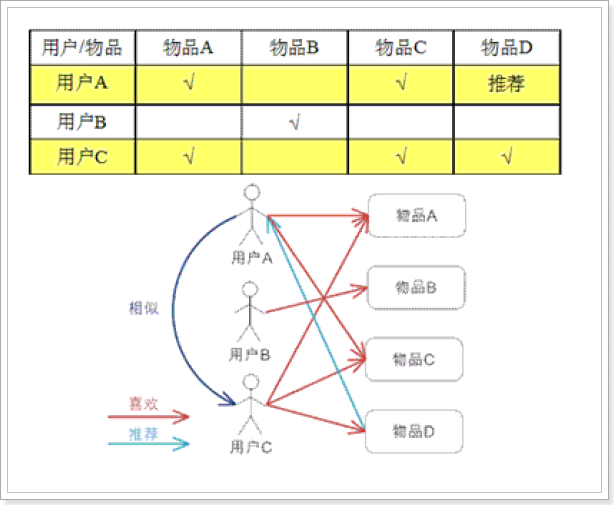 用户/物品 物品A 物品B 物品C 物品D
用户A √ √ 推荐
用户B √
用户C √ √ √
物品A
用户A
物品B
相似
用户B
物品C
喜欢
推荐
物品D
用户C